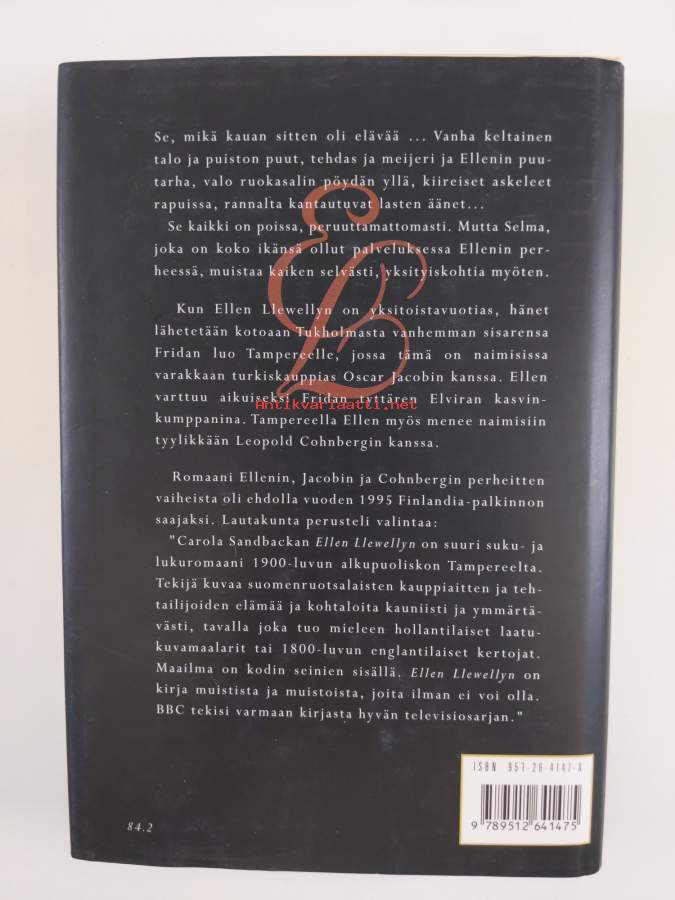 Se, mikä kauan sitten oli elävää ... Vanha keltainen
talo ja puiston puut, tehdas ja meijeri ja Ellenin puu-
tarha, valo ruokasalin pöydän yllä, kiireiset askeleet
rapuissa, rannalta kantautuvat lasten äänet...
Se kaikki on poissa, peruuttamattomasti. Mutta Selma,
joka on koko ikänsä ollut palveluksessa Ellenin per-
heessä, muistaa kaiken selvästi, yksityiskohtia myöten.
Kun Ellen Llewellyn on yksitoistavuotias, hänet
lähetetään kotoaan Tukholmasta vanhemman sisarensa
Fridan luo Tampereelle, jossa tämä on naimisissa
varakkaan turkiskauppias Oscar Jacobin kanssa. Ellen
varttuu aikuiseksi Fridan tyttären Elviran kasvin-
Antikvariaatti.net
kumppanina. Tampereella Ellen myös menee naimisiin
tyylikkään Leopold Cohnbergin kanssa.
Romaani Ellenin, Jacobin ja Cohnbergin perheitten
vaiheista oli ehdolla vuoden 1995 Finlandia-palkinnon
saajaksi. Lautakunta perusteli valintaa:
"Carola Sandbackan Ellen Llewellyn on suuri suku- ja
lukuromaani 1900-luvun alkupuoliskon Tampereelta.
Tekijä kuvaa suomenruotsalaisten kauppiaitten ja teh-
tailijoiden elämää ja kohtaloita kauniisti ja ymmärtä-
västi, tavalla joka tuo mieleen hollantilaiset laatu-
kuvamaalarit tai 1800-luvun englantilaiset kertojat.
Maailma on kodin seinien sisällä. Ellen Llewellyn on
kirja muistista ja muistoista, joita ilman ei voi olla.
BBC tekisi varmaan kirjasta hyvän televisiosarjan."
ISBN 951-26-4147-X
9 789512 641475
84.2
EL